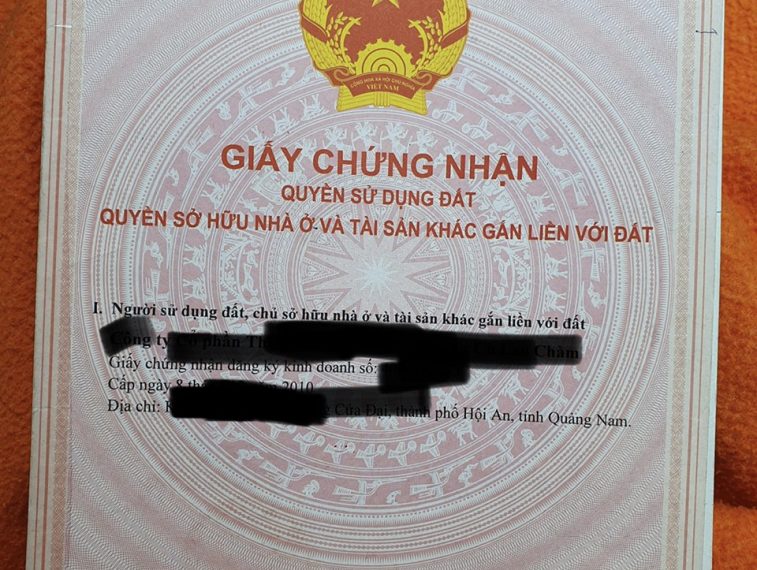 CỘNG HÒA XÃ HỘI CHỦ NGHĨA
VIỆT NAM
GIẤY CHỨNG NHẬN
QUYỀN SỬ DỤNG ĐẤT
QUYỀN SỞ HỮU NHÀ Ở VÀ TÀI SẢN KHÁC GẮN LIỀN VỚI ĐẤT
I. Người sử dụng đất, chủ sở hữu nhà ở và tài sản khác gắn liền với đất
Công ty Cổ phần Chàm
Giấy chứng nhận đăng ký kinh doanh số:
Cấp ngày 8 2010
Địa chỉ: Cửa Đại, thành phố Hội An, tỉnh Quảng Nam.